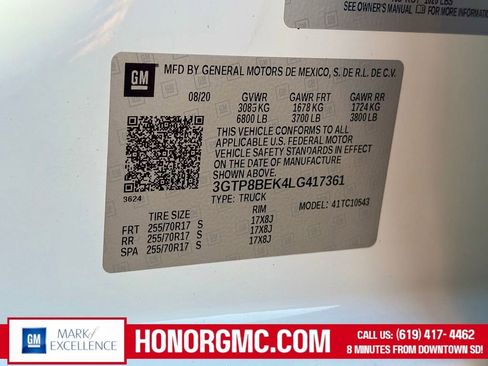 SEE OWNER'S MANUAL FOR MORE INFORMATION
GM
MFD BY GENERAL MOTORS DE MEXICO, S. DE R.L. DE C.V.
08/20 GVWR GAWR FRT GAWR RR
3085 KG 1678 KG 1724 KG
6800 LB 3700 LB 3800 LB
THIS VEHICLE CONFORMS TO ALL
APPLICABLE U.S. FEDERAL MOTOR
VEHICLE SAFETY STANDARDS IN
EFFECT ON THE DATE OF
MANUFACTURE SHOWN ABOVE.
3GTP8BEK4LG417361
TYPE: TRUCK MODEL: 41TC10543
3624
TIRE SIZE RIM
FRT 255/70R17 S 17X8J
RR 255/70R17 S 17X8J
SPA 255/70R17 S 17X8J
GM
MARK of
EXCELLENCE
HONORGMC.COM
CALL US: (619) 417- 4462
8 MINUTES FROM DOWNTOWN SD!